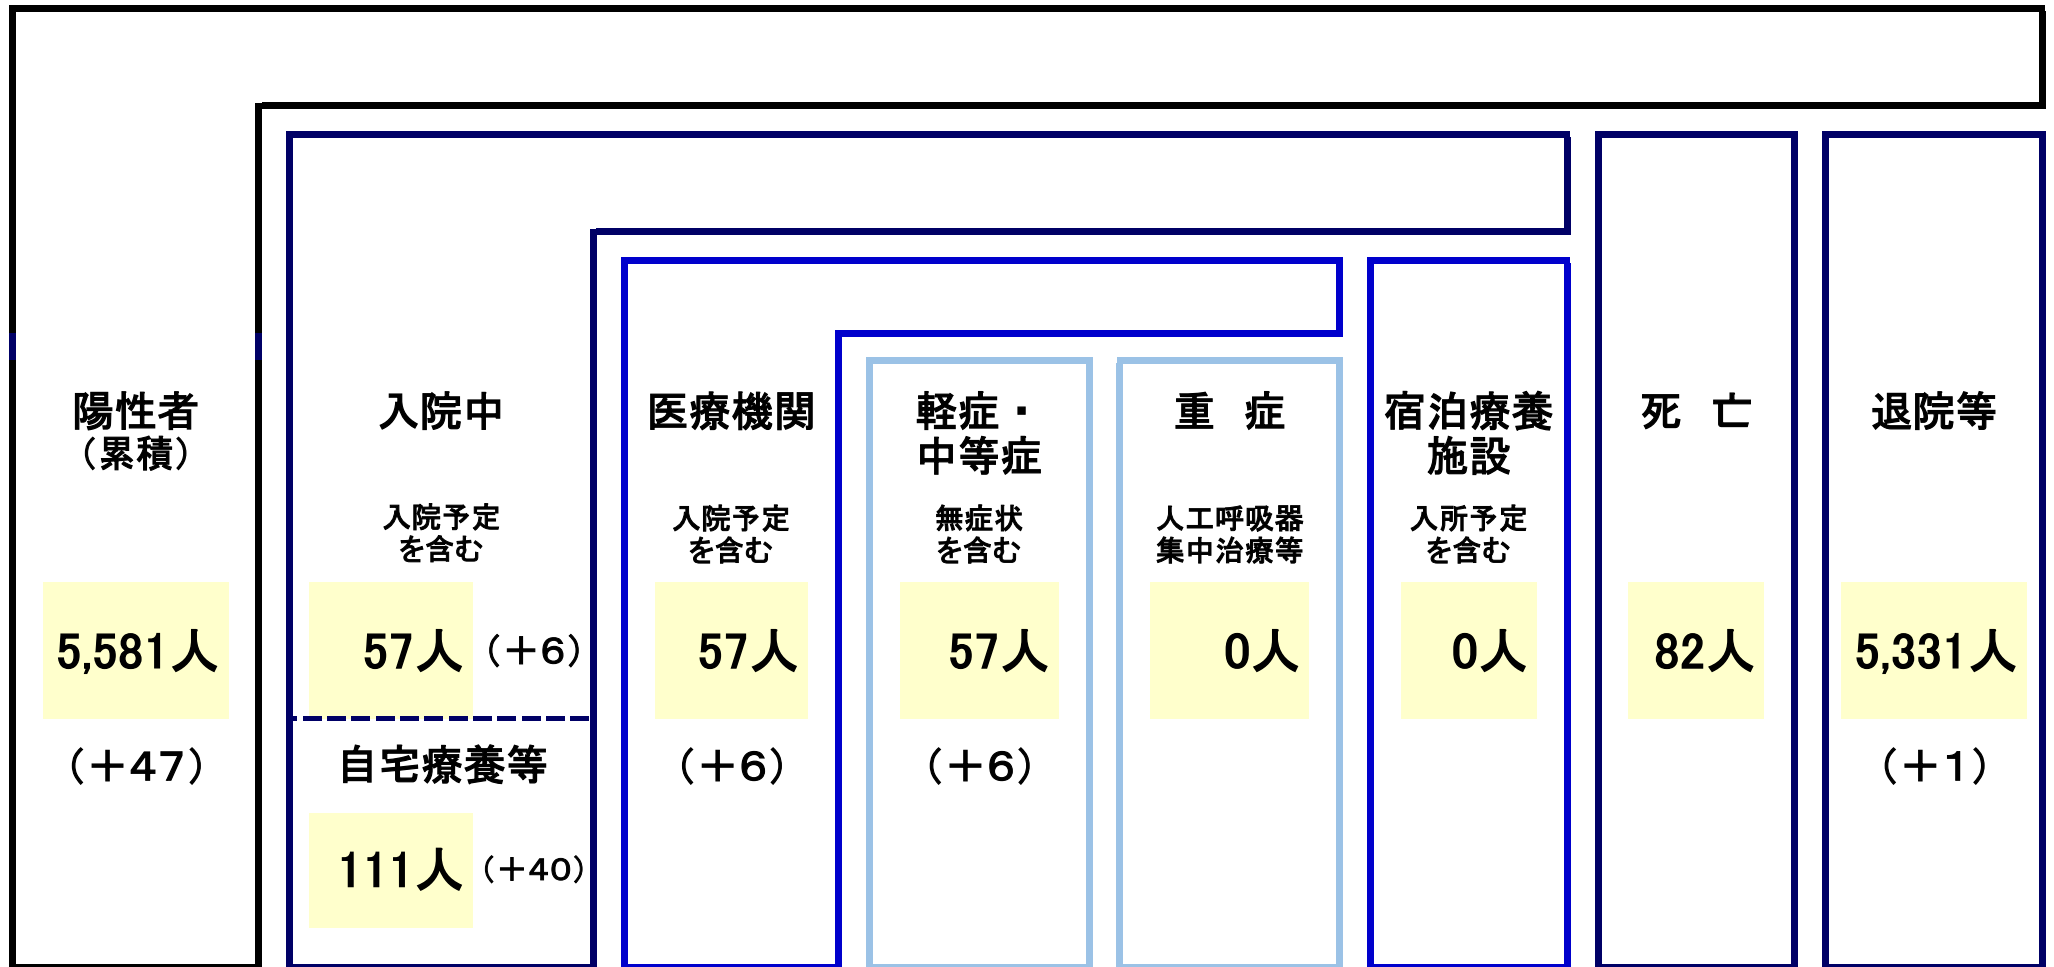 陽性者
（累積）
5,581人
（＋47）
入院中
入院予定
を含む
57人 （＋6）
自宅療養等
111人 （＋40）
医療機関
入院予定
を含む
57人
（＋6）
軽症・
中等症
無症状
を含む
57人
（＋6）
重　症
人工呼吸器
集中治療等
0人
宿泊療養
施設
入所予定
を含む
0人
死　亡
82人
退院等
5,331人
（＋1）